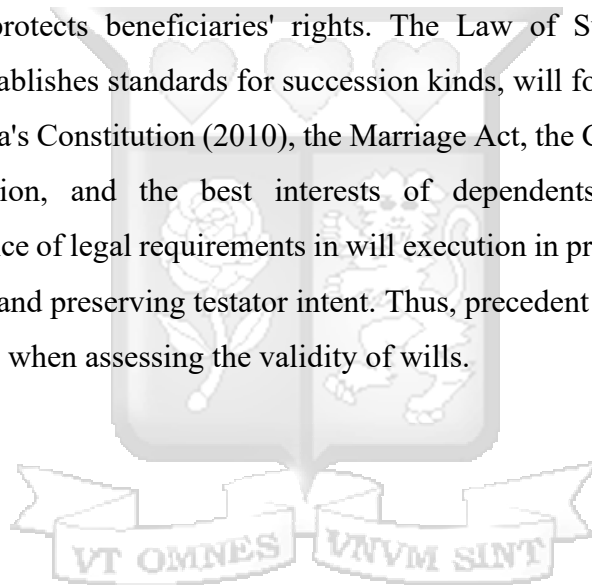 protects beneficiaries' rights. The Law of S
ablishes standards for succession kinds, will fo
a's Constitution (2010), the Marriage Act, the
ion, and the best interests of dependents
ce of legal requirements in will execution in pr
and preserving testator intent. Thus, precedent
when assessing the validity of wills.
VT OMNES VNVM SINT